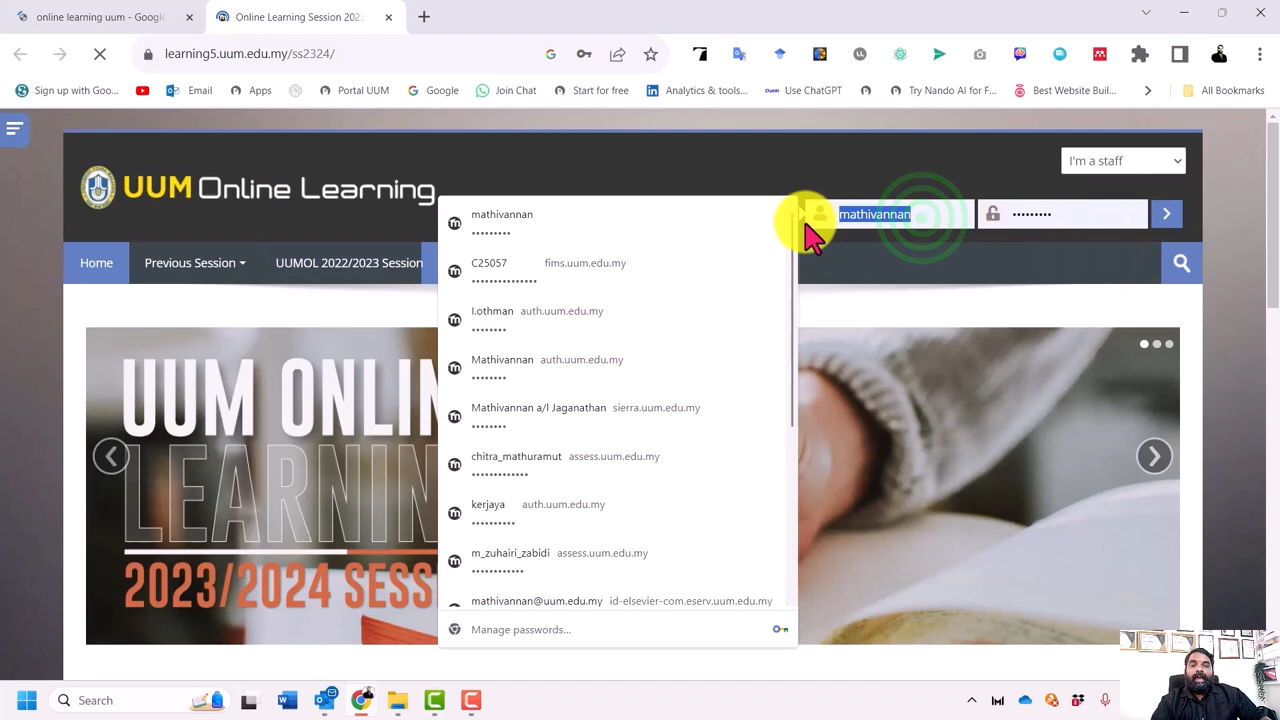 online learning uum - Google
Online Learning Session 2023
learning5.uum.edu.my/ss2324/
Sign up with Goo...
Email
Apps
Portal UUM
Google
Join Chat
Start for free
Analytics & tools...
Use ChatGPT
Try Nando AI for F...
Best Website Buil...
All Bookmarks
UUM Online Learning
I'm a staff
mathivannan
•••••••••
Home
Previous Session
UUMOL 2022/2023 Session
mathivannan
•••••••••
C25057 fims.uum.edu.my
•••••••••••••••
l.othman auth.uum.edu.my
••••••••
Mathivannan auth.uum.edu.my
••••••••
Mathivannan a/l Jaganathan sierra.uum.edu.my
••••••••
chitra_mathuramut assess.uum.edu.my
•••••••••••••
kerjaya auth.uum.edu.my
••••••••••
m_zuhairi_zabidi assess.uum.edu.my
••••••••••••
mathivannan@uum.edu.my id-elsevier-com.eserv.uum.edu.my
Manage passwords...
UUM ONLI
LEARNIN
2023/2024 SESS
Search